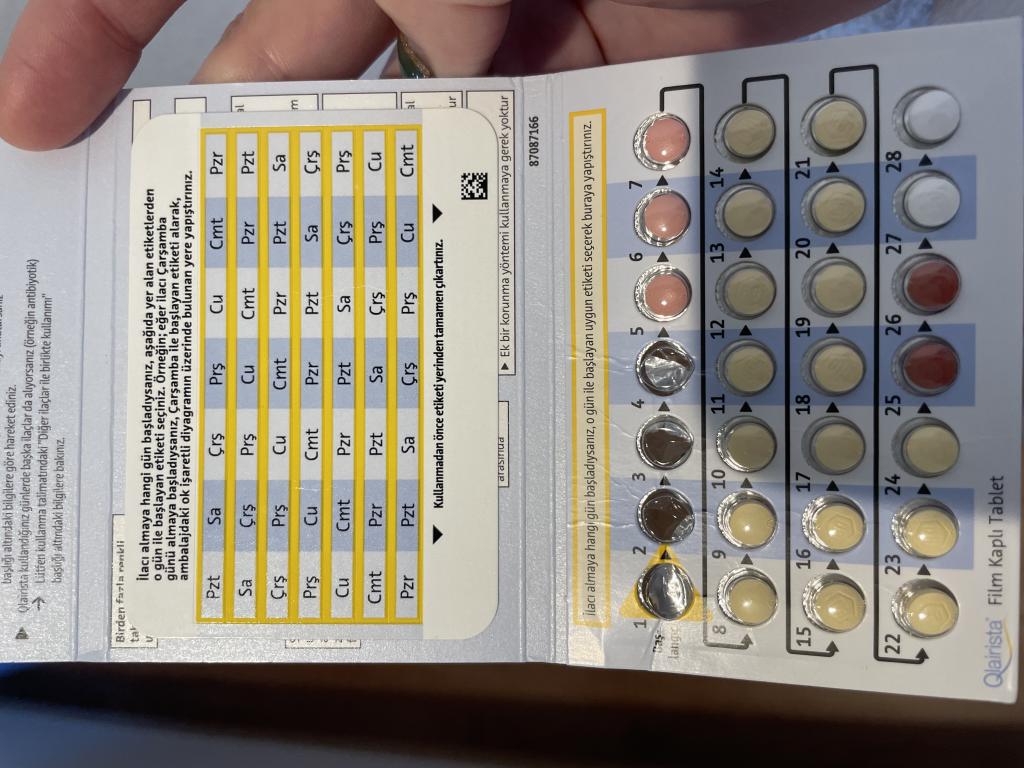 başlığı altındaki bilgilere göre hareket ediniz.
▶ Qlairista kullandığınız günlerde başka ilaçlar da alıyorsanız (örneğin antibiyotik)
→ Lütfen kullanma talimatındaki "Diğer ilaçlar ile birlikte kullanımı"
başlığı altındaki bilgilere bakınız.
Birden fazla renkli
İlacı almaya hangi gün başladıysanız, aşağıda yer alan etiketlerden
o gün ile başlayan etiketi seçiniz. Örneğin; eğer ilacı Çarşamba
günü almaya başladıysanız, Çarşamba ile başlayan etiketi alarak,
ambalajdaki ok işaretli diyagramın üzerinde bulunan yere yapıştırınız.
Pzt Sa Çrş Prş Cu Cmt Pzr
Sa Çrş Prş Cu Cmt Pzr Pzt
Çrş Prş Cu Cmt Pzr Pzt Sa
Prş Cu Cmt Pzr Pzt Sa Çrş
Cu Cmt Pzr Pzt Sa Çrş Prş
Cmt Pzr Pzt Sa Çrş Prş Cu
Pzr Pzt Sa Çrş Prş Cu Cmt
Kullanmadan önce etiketi yerinden tamamen çıkartınız.
arasında
▶ Ek bir korunma yöntemi kullanmaya gerek yoktur
87087166
İlacı almaya hangi gün başladıysanız, o gün ile başlayan uygun etiketi seçerek buraya yapıştırınız.
1 2 3 4 5 6 7
8 9 10 11 12 13 14
15 16 17 18 19 20 21
22 23 24 25 26 27 28
Qlairista Film Kaplı Tablet